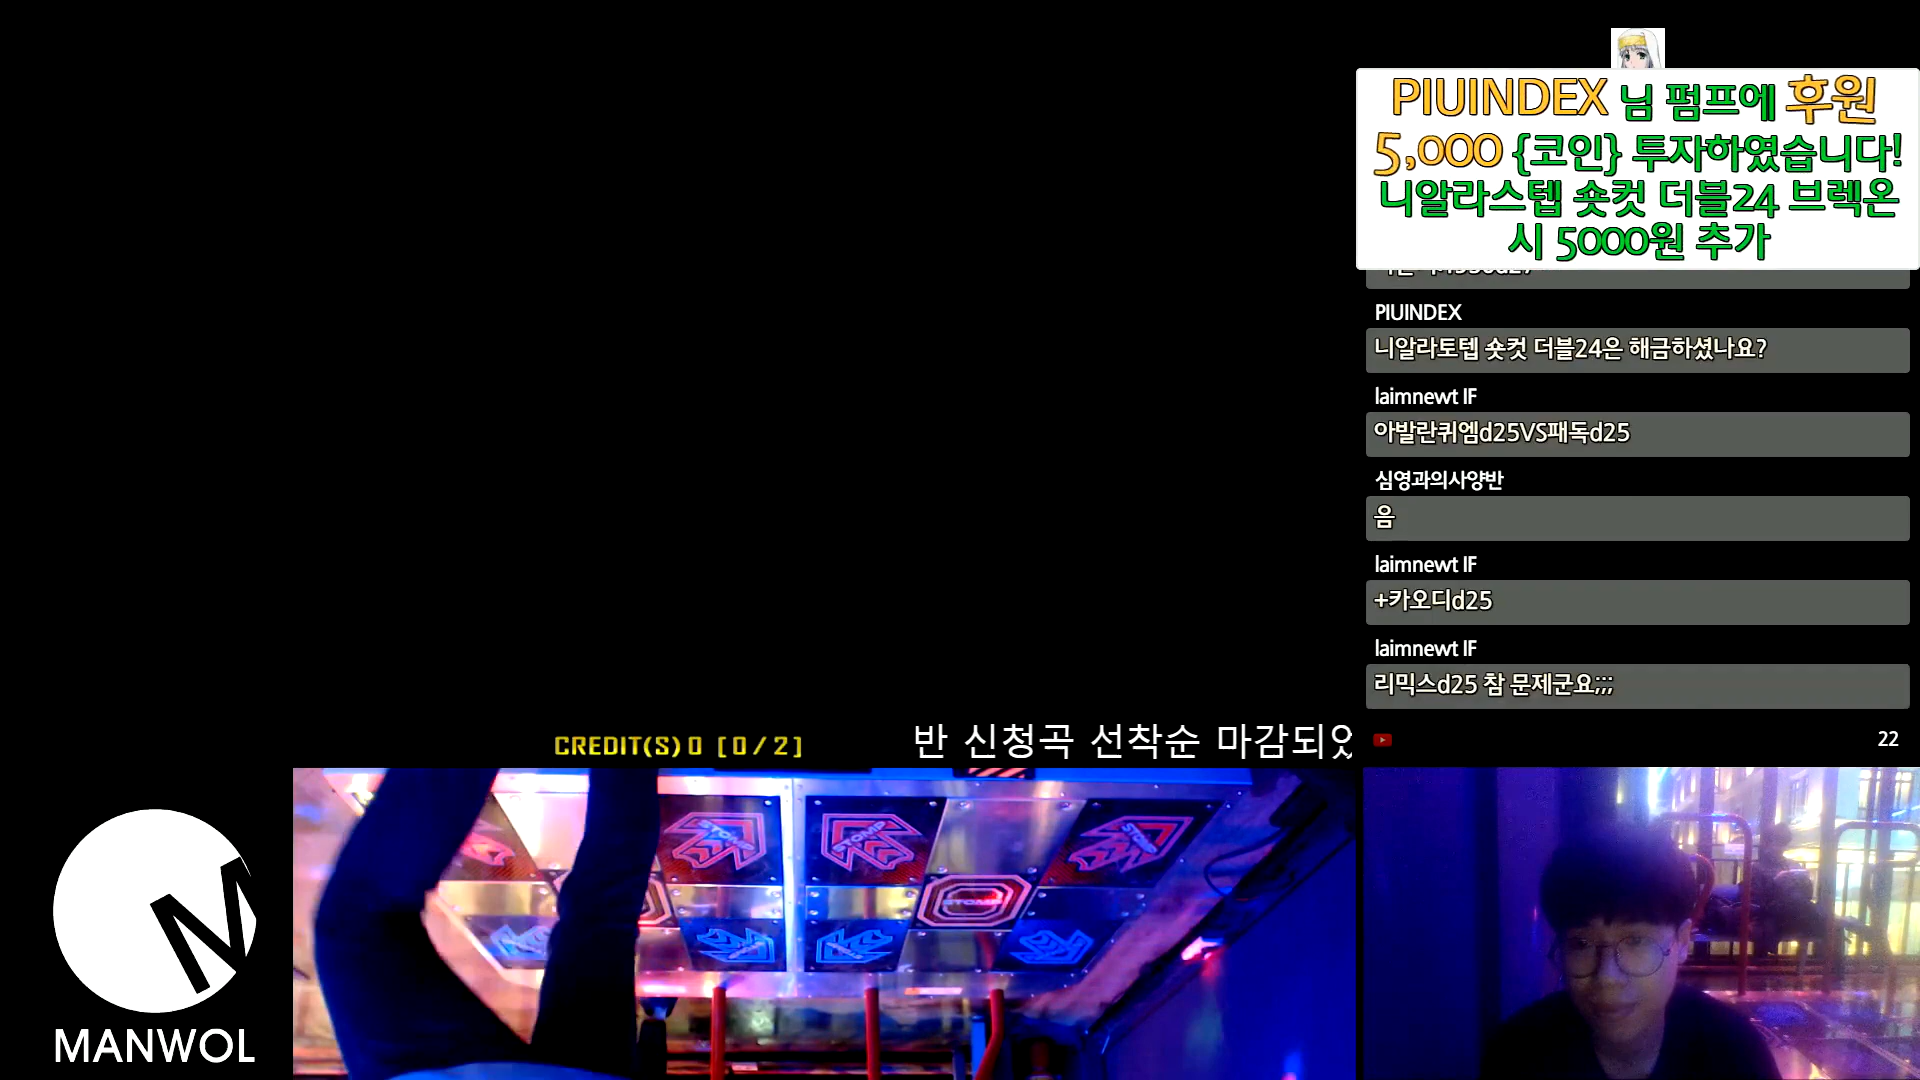 PIUINDEX 님 펌프에 후원
5,000 {코인} 투자하였습니다!
니알라스텝 숏컷 더블24 브렉온
시 5000원 추가
PIUINDEX
니알라토텝 숏컷 더블24은 해금하셨나요?
laimnewt IF
아발란퀴엠d25VS패독d25
심영과의사양반
음
laimnewt IF
+카오디d25
laimnewt IF
리믹스d25 참 문제군요;;;
22
CREDIT(S) 0 [0/2]
반 신청곡 선착순 마감되었
STOMP
STOMP
STOMP
STOMP
M
MANWOL